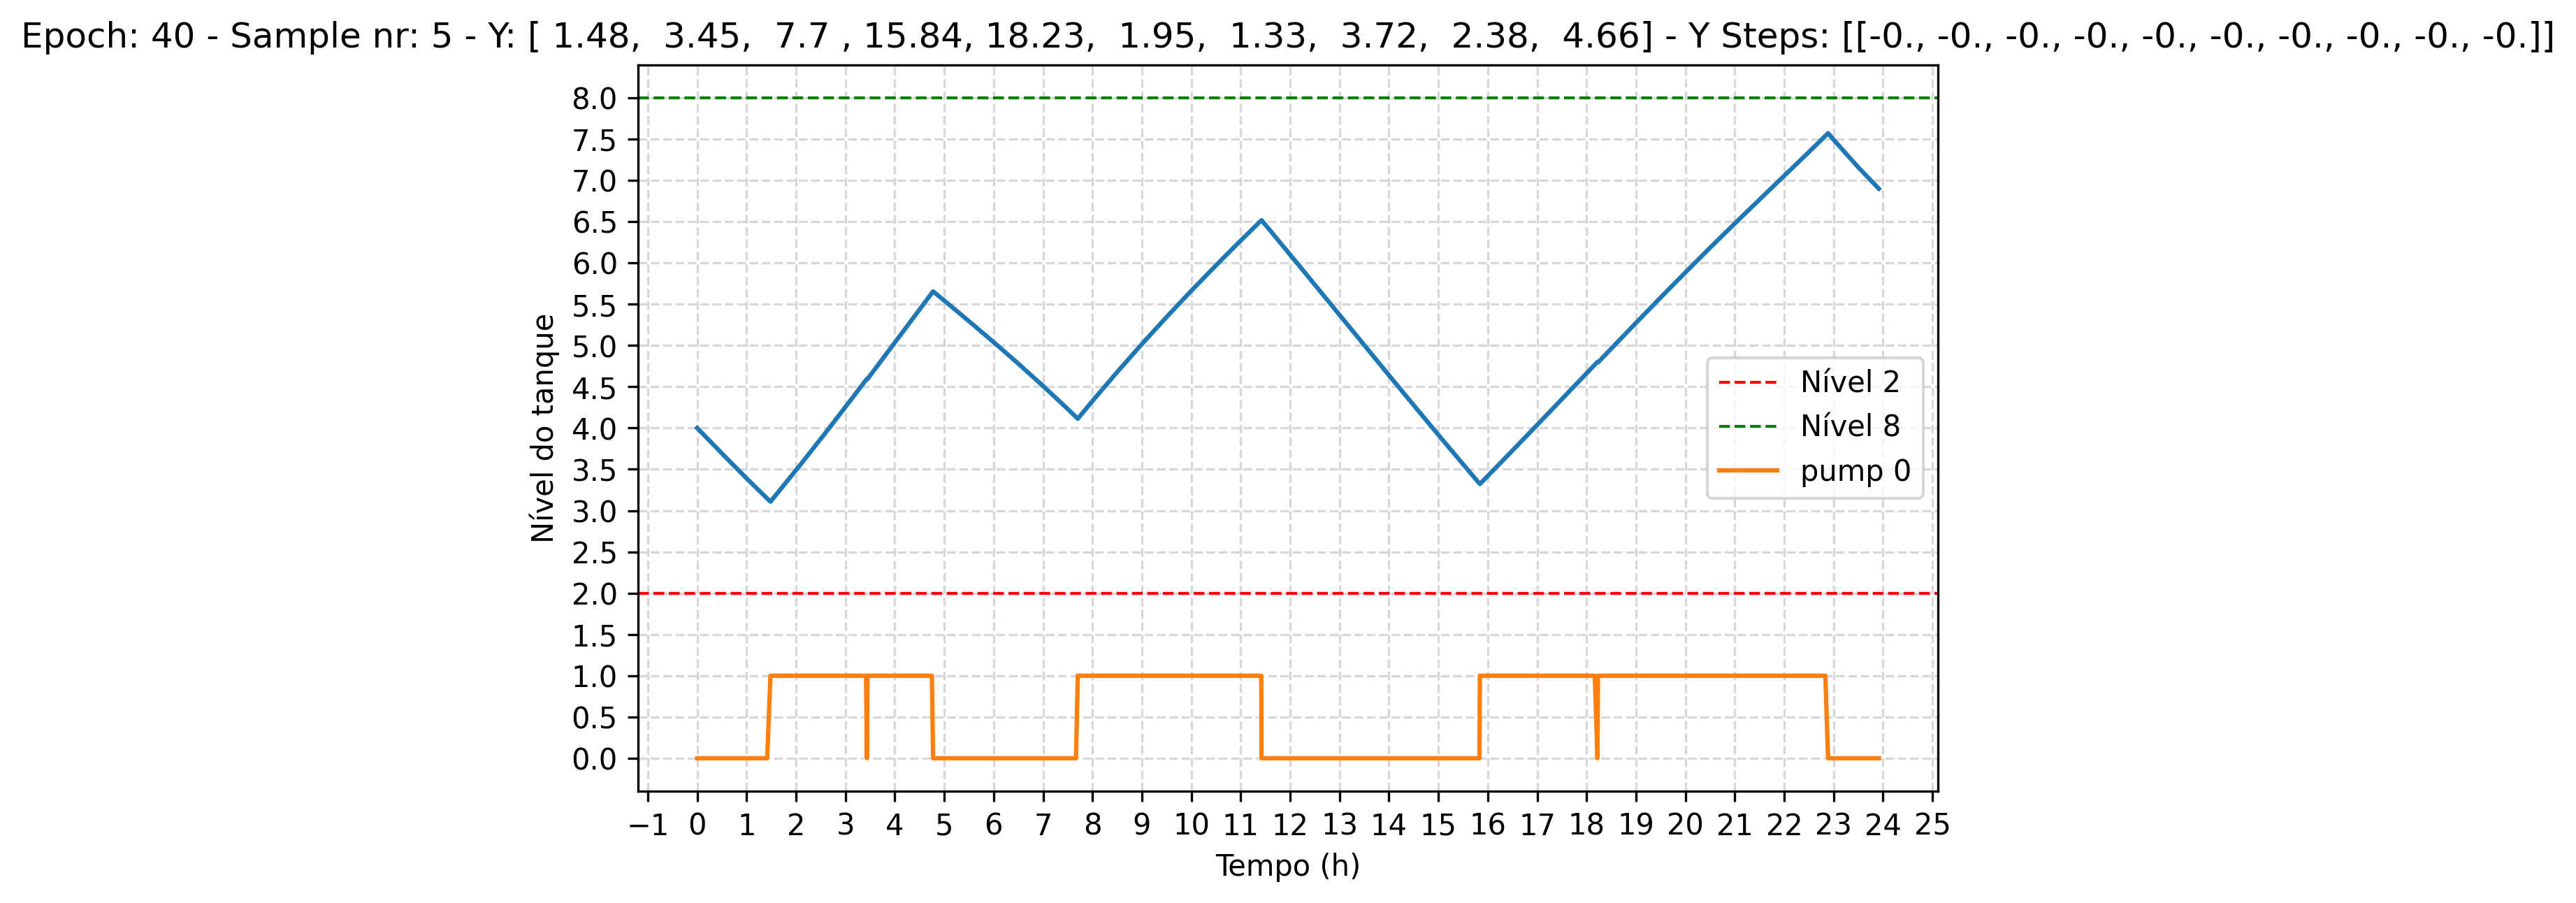 Epoch: 40 - Sample nr: 5 - Y: [ 1.48,  3.45,  7.7 , 15.84, 18.23,  1.95,  1.33,  3.72,  2.38,  4.66] - Y Steps: [[-0., -0., -0., -0., -0., -0., -0., -0., -0., -0.]]
8.0
7.5
7.0
6.5
6.0
5.5
5.0
4.5
4.0
3.5
3.0
2.5
2.0
1.5
1.0
0.5
0.0
Nível do tanque
Nível 2
Nível 8
pump 0
−1 0 1 2 3 4 5 6 7 8 9 10 11 12 13 14 15 16 17 18 19 20 21 22 23 24 25
Tempo (h)